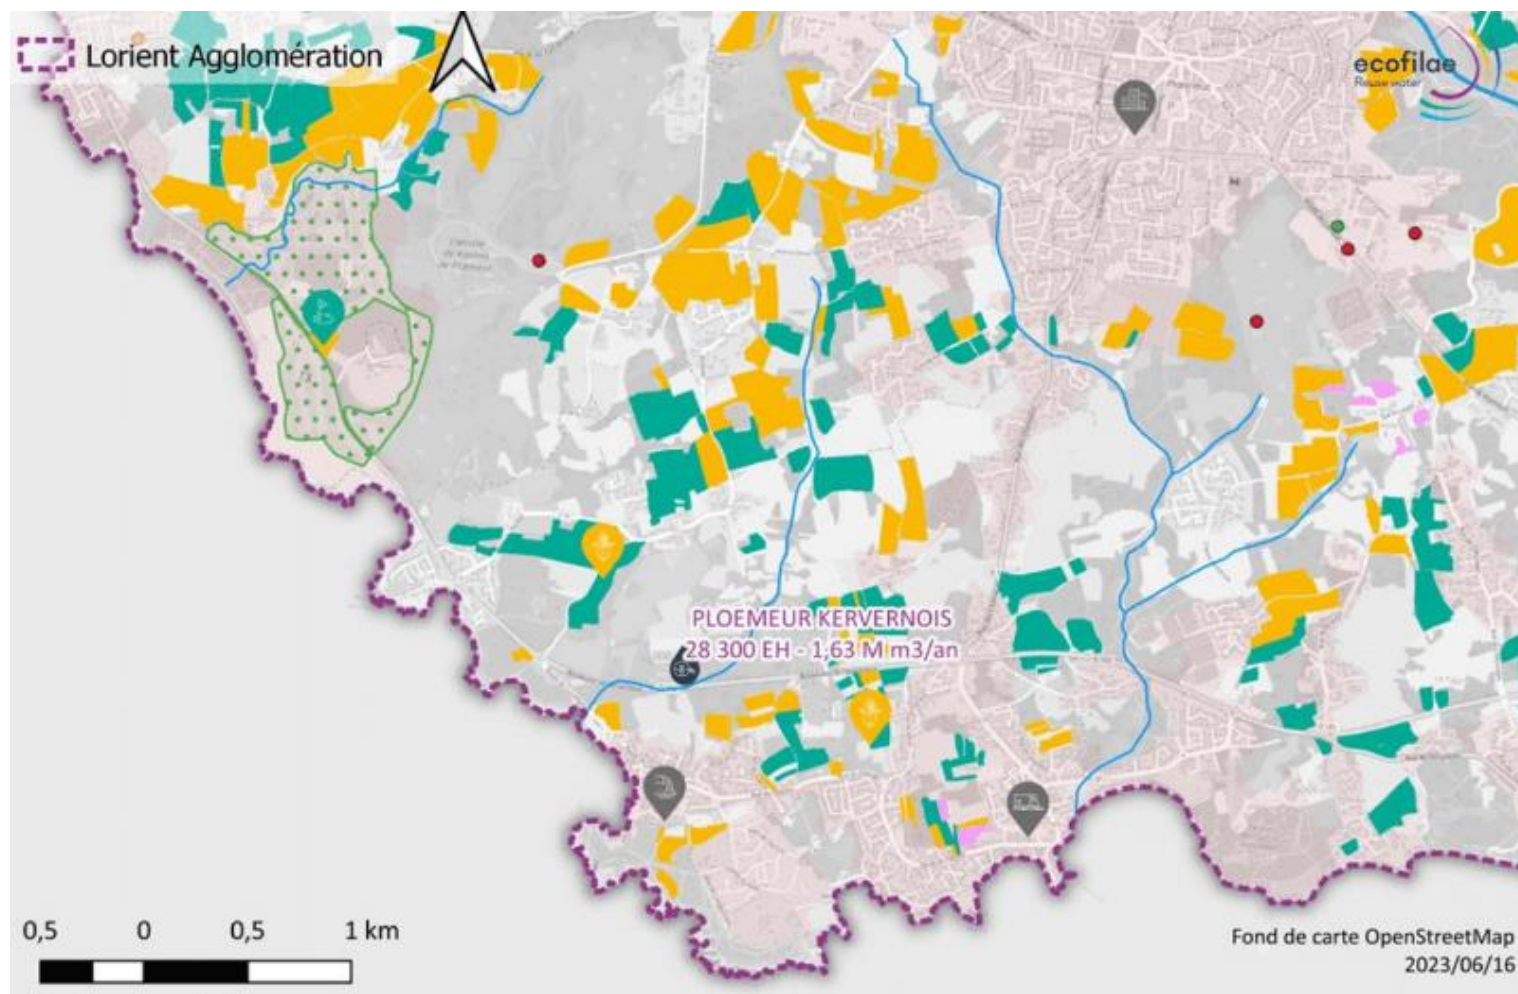 Lorient Agglomération
ecofilae
Reuse water
PLOEMEUR KERVERNOIS
28 300 EH - 1,63 M m3/an
0,5 0 0,5 1 km
Fond de carte OpenStreetMap
2023/06/16